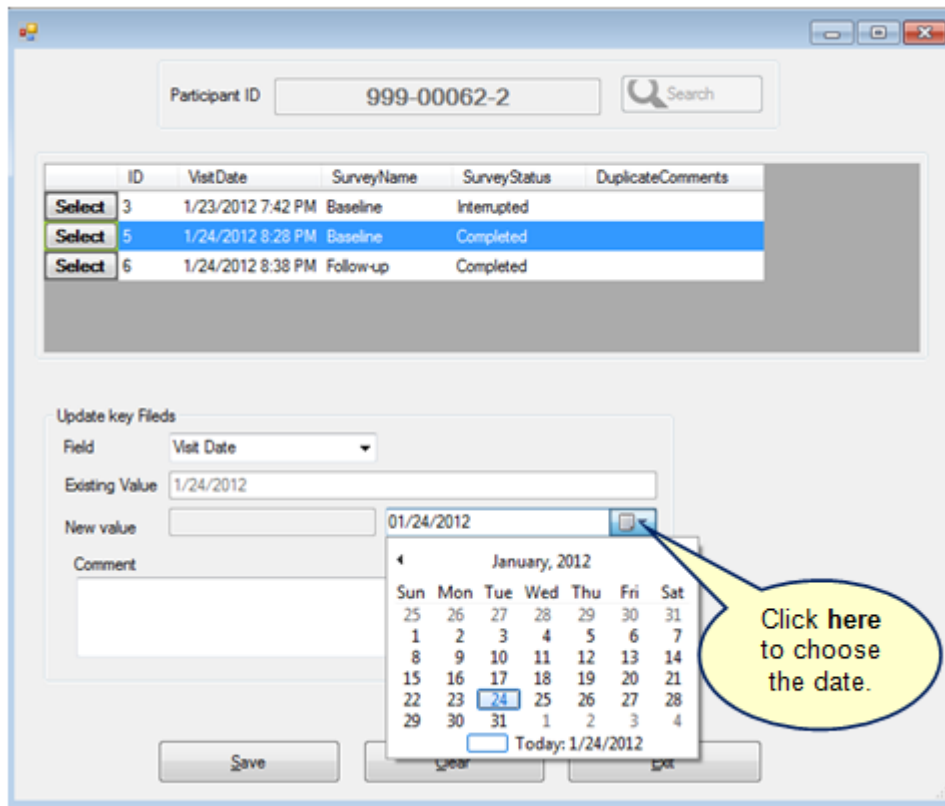 Participant ID 999-00062-2 Search
ID VisitDate SurveyName SurveyStatus DuplicateComments
Select 3 1/23/2012 7:42 PM Baseline Interrupted
Select 5 1/24/2012 8:28 PM Baseline Completed
Select 6 1/24/2012 8:38 PM Follow-up Completed
Update key Fileds
Field Visit Date
Existing Value 1/24/2012
New value 01/24/2012
Comment
January, 2012
Sun Mon Tue Wed Thu Fri Sat
25 26 27 28 29 30 31
1 2 3 4 5 6 7
8 9 10 11 12 13 14
15 16 17 18 19 20 21
22 23 24 25 26 27 28
29 30 31 1 2 3 4
Today: 1/24/2012
Click here
to choose
the date.
Save Clear Exit